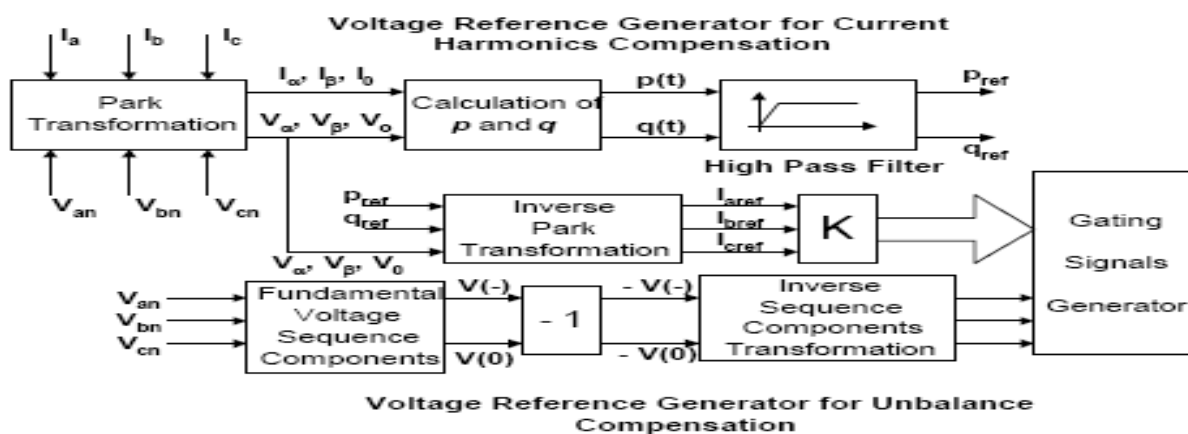 Voltage Reference Generator for Current
Harmonics Compensation
Ia
Ib
Ic
Park
Transformation
Iα, Iβ, I0
Vα, Vβ, Vo
Calculation of
p and q
p(t)
q(t)
High Pass Filter
pref
qref
Van
Vbn
Vcn
pref
qref
Vα, Vβ, V0
Inverse
Park
Transformation
Iaref
Ibref
Icref
K
Gating
Signals
Generator
Van
Vbn
Vcn
Fundamental
Voltage
Sequence
Components
V(-)
V(0)
- 1
- V(-)
- V(0)
Inverse
Sequence
Components
Transformation
Voltage Reference Generator for Unbalance
Compensation